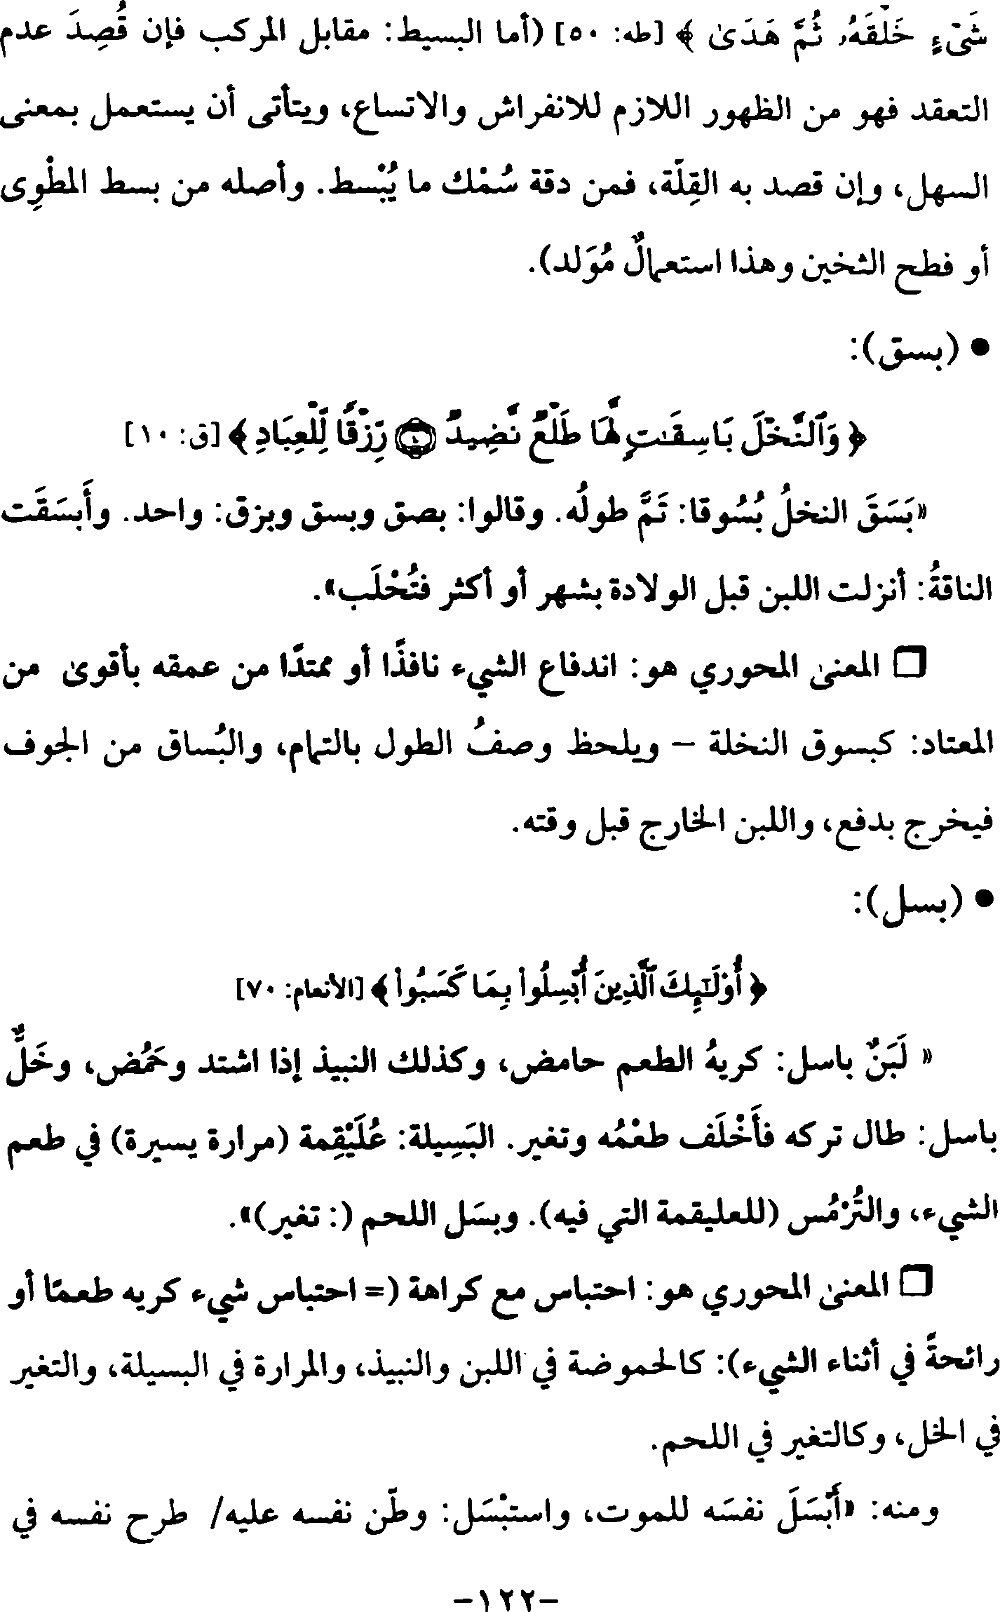 شَىْءٍ خَلْقَهُۥ ثُمَّ هَدَىٰ ﴾ [طه: ٥٠] (أما البسيط: مقابل المركب فإن قُصِدَ عدم
التعقد فهو من الظهور اللازم للانفراش والاتساع، ويتأتى أن يستعمل بمعنى
السهل، وإن قصد به القِلّة، فمن دقة سُمْك ما يُبْسط. وأصله من بسط المطْوِى
أو فطح الثخين وهذا استعمالٌ مُوَلد).
● (بسق):
﴿ وَٱلنَّخْلَ بَاسِقَـٰتٍ لَّهَا طَلْعٌ نَّضِيدٌ ۝١٠ رِّزْقًا لِّلْعِبَادِ ﴾ [ق: ١٠]
«بَسَقَ النخلُ بُسُوقا: تَمَّ طولُه. وقالوا: بصق وبسق وبزق: واحد. وأَبسَقَت
الناقةُ: أنزلت اللبن قبل الولادة بشهر أو أكثر فتُحْلَب».
❐ المعنى المحوري هو: اندفاع الشيء نافذًا أو ممتدًا من عمقه بأقوى من
المعتاد: كبسوق النخلة – ويلحظ وصفُ الطول بالتمام، والبُساق من الجوف
فيخرج بدفع، واللبن الخارج قبل وقته.
● (بسل):
﴿ أُوْلَـٰٓئِكَ ٱلَّذِينَ أُبْسِلُوا۟ بِمَا كَسَبُوا۟ ﴾ [الأنعام: ٧٠]
« لَبَنٌ باسل: كريهُ الطعم حامض، وكذلك النبيذ إذا اشتد وحَمُض، وخَلٌّ
باسل: طال تركه فأَخْلَف طعْمُه وتغير. البَسِيلة: عُلَيْقِمة (مرارة يسيرة) في طعم
الشيء، والتُرْمُس (للعليقمة التي فيه). وبسَل اللحم (: تغير)».
❐ المعنى المحوري هو: احتباس مع كراهة (= احتباس شيء كريه طعمًا أو
رائحةً في أثناء الشيء): كالحموضة في اللبن والنبيذ، والمرارة في البسيلة، والتغير
في الخل، وكالتغير في اللحم.
ومنه: «أَبْسَلَ نفسَه للموت، واستبْسَل: وطّن نفسه عليه/ طرح نفسه في
-١٢٢-